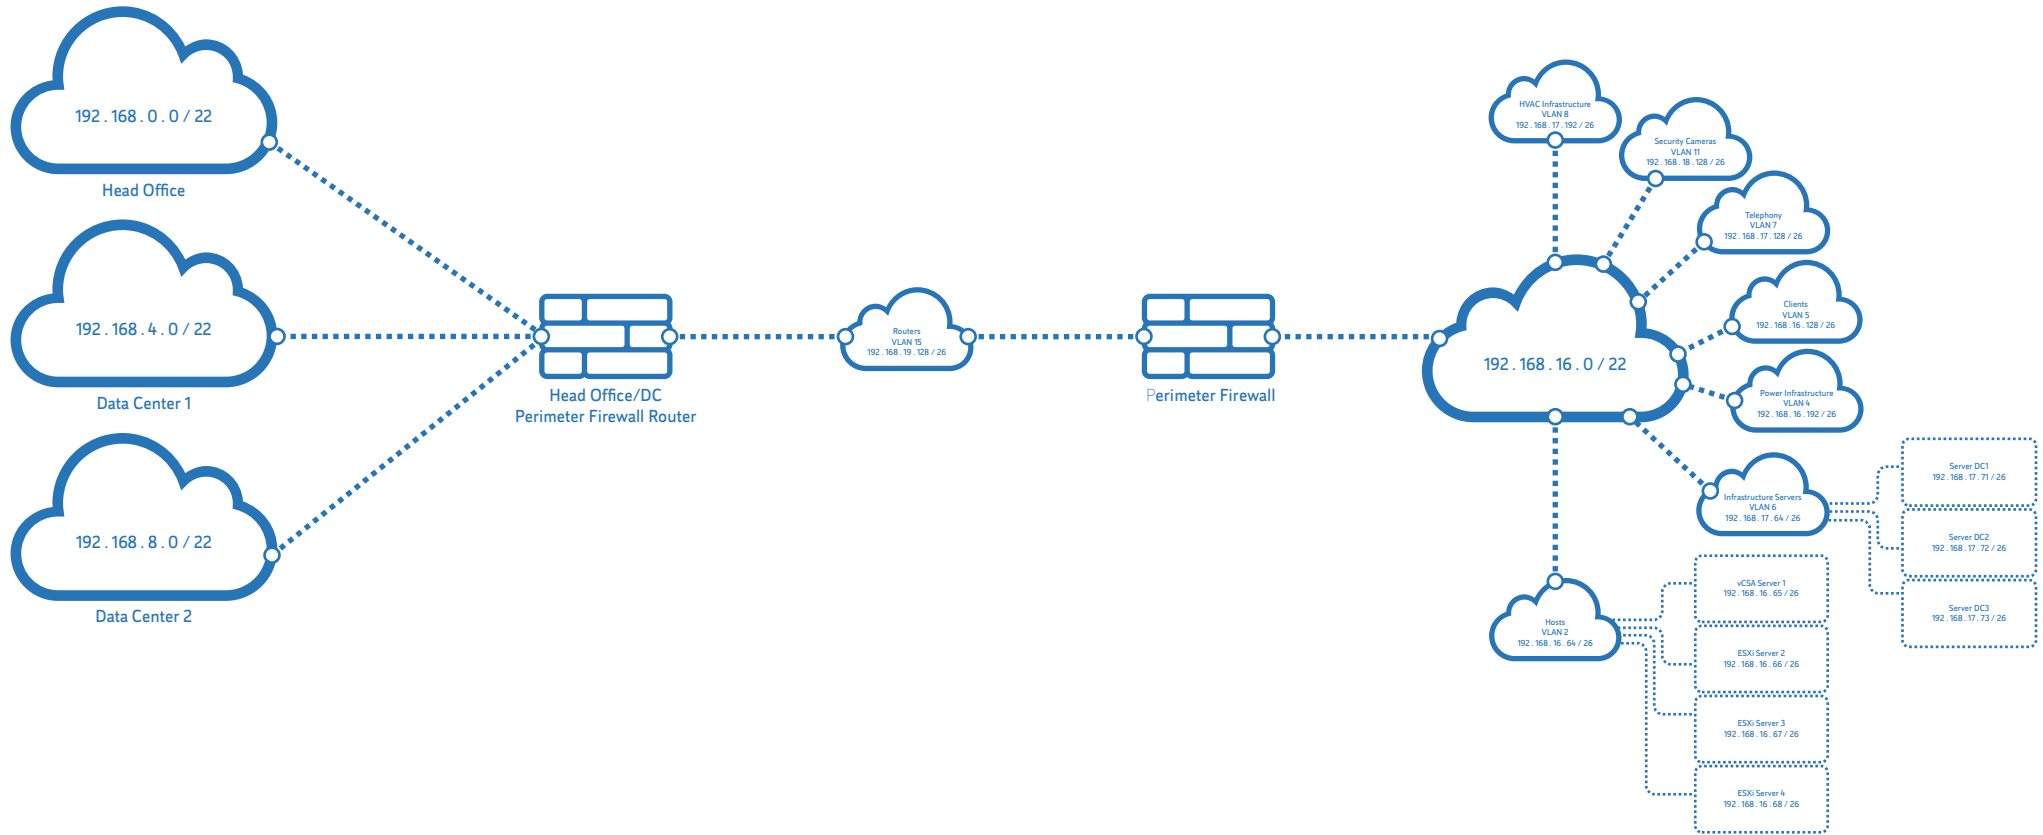 192 . 168 . 0 . 0 / 22
Head Office
192 . 168 . 4 . 0 / 22
Data Center 1
192 . 168 . 8 . 0 / 22
Data Center 2
Head Office/DC
Perimeter Firewall Router
Routers
VLAN 15
192 . 168 . 19 . 128 / 26
Perimeter Firewall
192 . 168 . 16 . 0 / 22
HVAC Infrastructure
VLAN 8
192 . 168 . 17 . 192 / 26
Security Cameras
VLAN 11
192 . 168 . 18 . 128 / 26
Telephony
VLAN 7
192 . 168 . 17 . 128 / 26
Clients
VLAN 5
192 . 168 . 16 . 128 / 26
Power Infrastructure
VLAN 4
192 . 168 . 16 . 192 / 26
Infrastructure Servers
VLAN 6
192 . 168 . 17 . 64 / 26
Server DC1
192 . 168 . 17 . 71 / 26
Server DC2
192 . 168 . 17 . 72 / 26
Server DC3
192 . 168 . 17 . 73 / 26
Hosts
VLAN 2
192 . 168 . 16 . 64 / 26
vCSA Server 1
192 . 168 . 16 . 65 / 26
ESXi Server 2
192 . 168 . 16 . 66 / 26
ESXi Server 3
192 . 168 . 16 . 67 / 26
ESXi Server 4
192 . 168 . 16 . 68 / 26